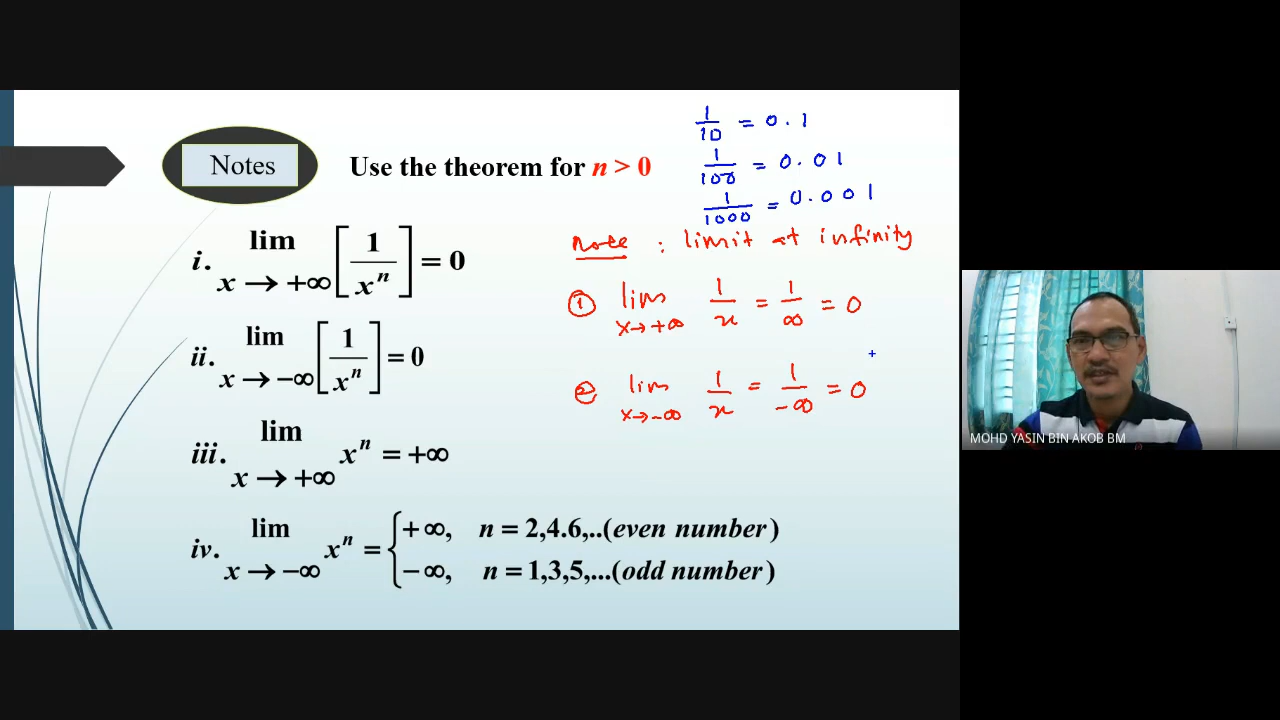 Notes
Use the theorem for n > 0
i. lim x → +∞ [1/xⁿ] = 0
ii. lim x → −∞ [1/xⁿ] = 0
iii. lim x → +∞ xⁿ = +∞
iv. lim x → −∞ xⁿ = { +∞, n = 2,4.6,..(even number)
−∞, n = 1,3,5,...(odd number)
1/10 = 0.1
1/100 = 0.01
1/1000 = 0.001
Note : limit at infinity
① lim x→+∞ 1/x = 1/∞ = 0
② lim x→−∞ 1/x = 1/−∞ = 0
MOHD YASIN BIN AKOB BM